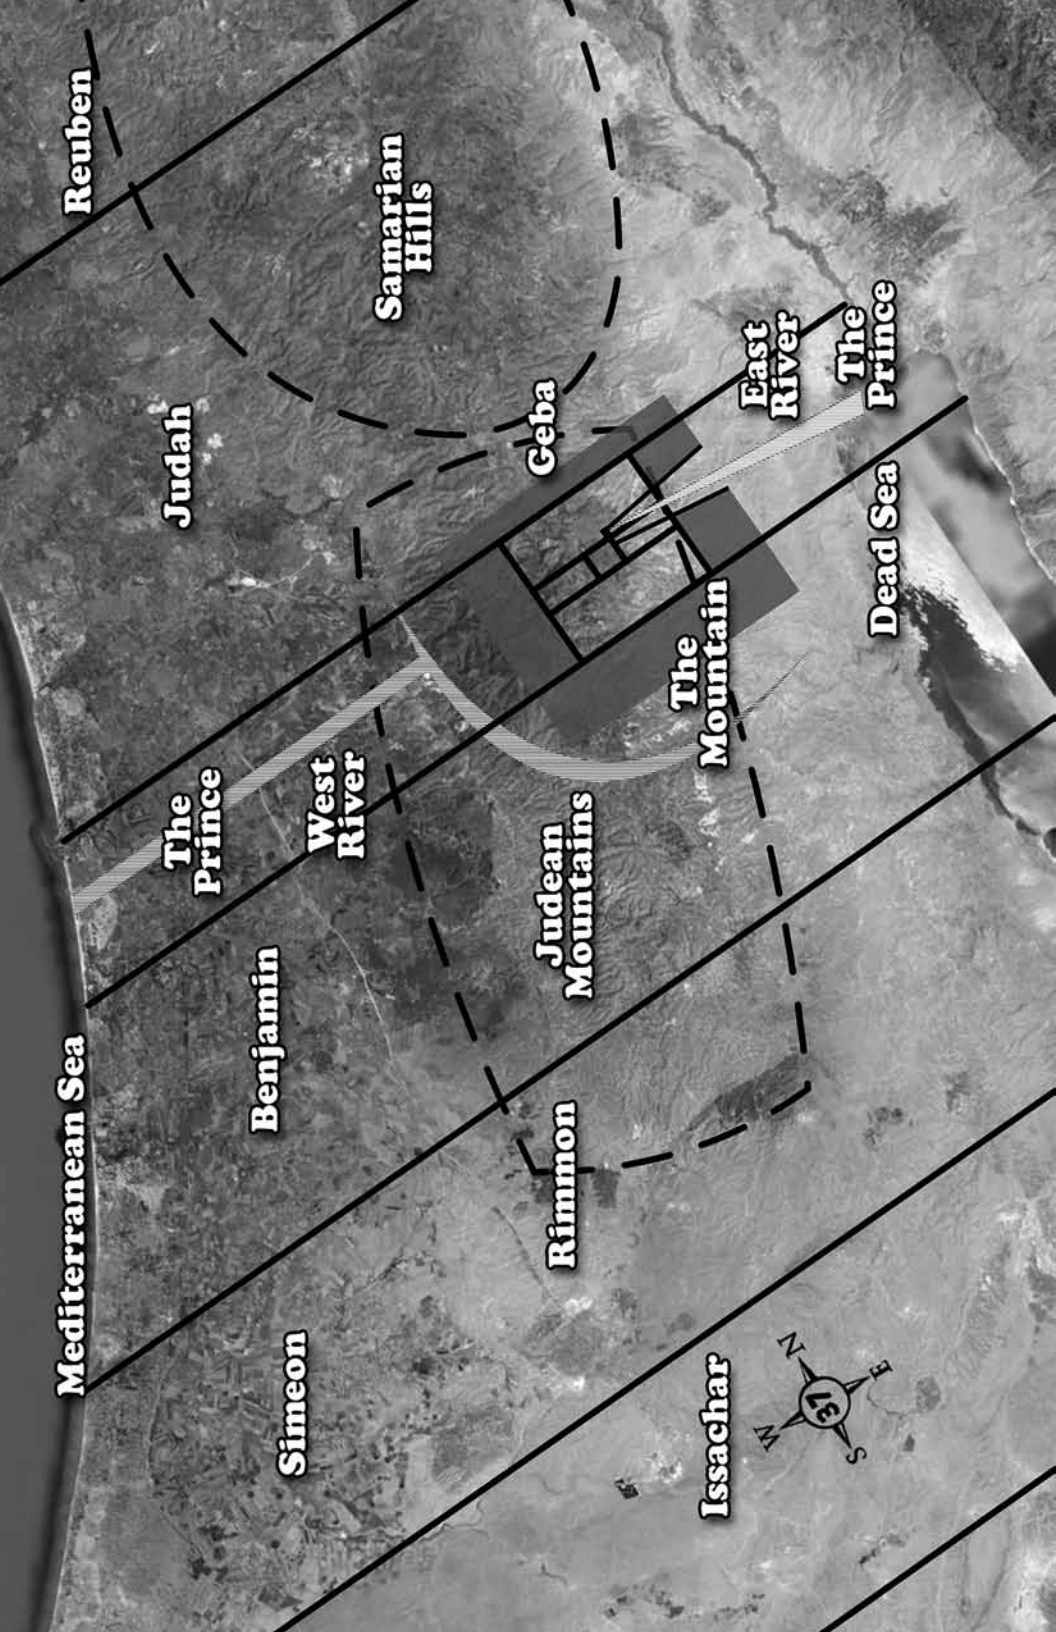 Reuben
Samarian
Hills
Judah
Geba
East
River
The
Prince
Dead Sea
The
Mountain
The
Prince
West
River
Judean
Mountains
Benjamin
Mediterranean Sea
Rimmon
Simeon
Issachar
N
E
S
W
37